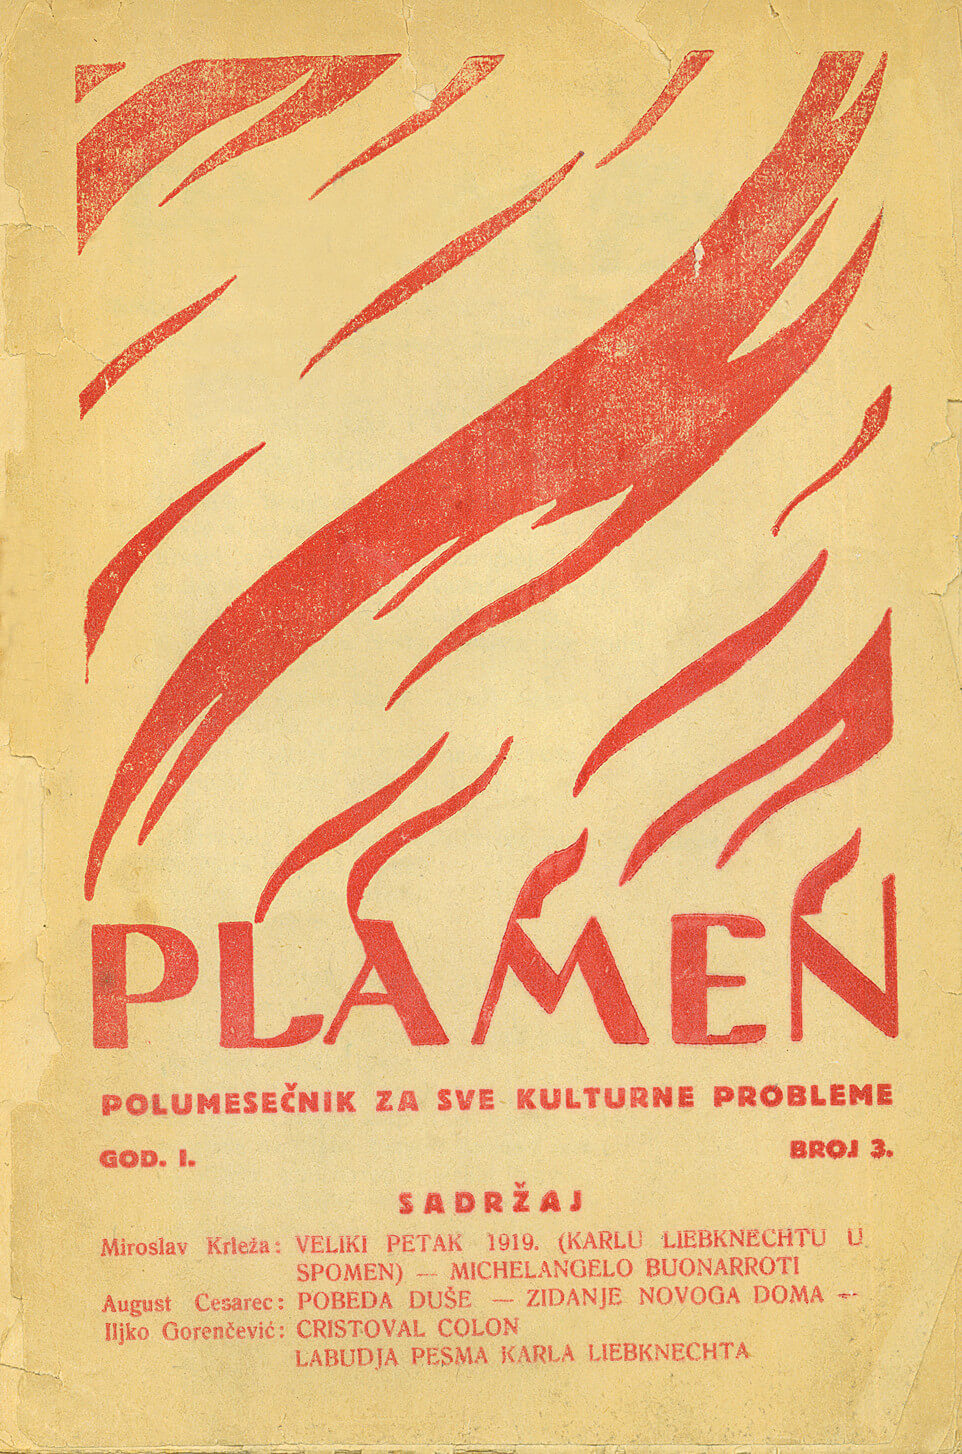 PLAMEN
POLUMESEČNIK ZA SVE KULTURNE PROBLEME
GOD. I.
BROJ 3.
SADRŽAJ
Miroslav Krleža: VELIKI PETAK 1919. (KARLU LIEBKNECHTU U
SPOMEN) — MICHELANGELO BUONARROTI
August Cesarec: POBEDA DUŠE — ZIDANJE NOVOGA DOMA —
Iljko Gorenčević: CRISTOVAL COLON
LABUDJA PESMA KARLA LIEBKNECHTA